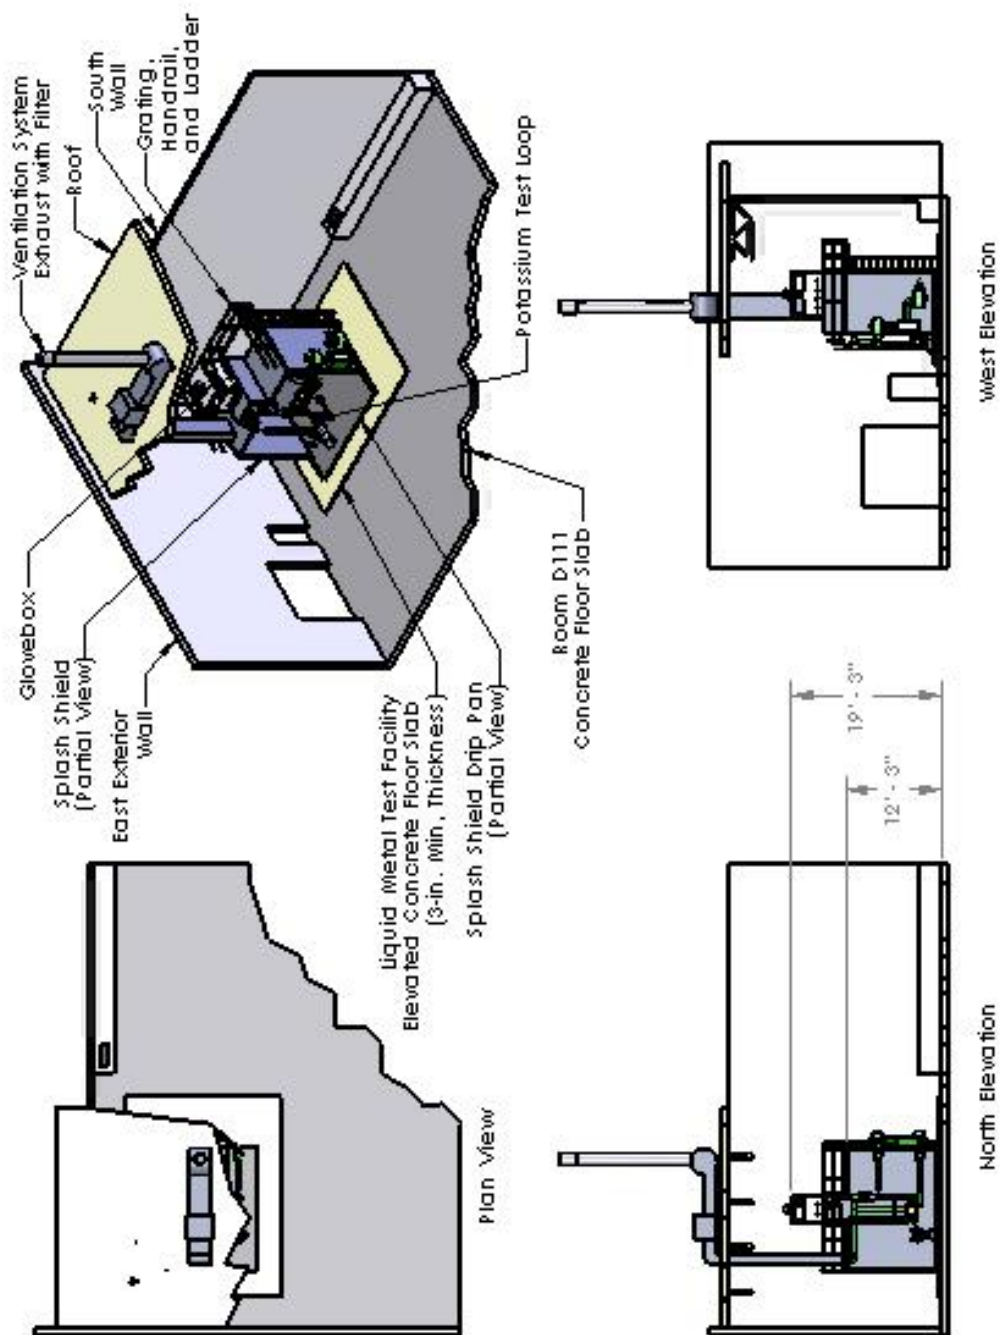 Plan View
Glovebox
Splash Shield
(Partial View)
East Exterior
Wall
Liquid Metal Test Facility
Elevated Concrete Floor Slab
(3-in. Min, Thickness)
Splash Shield Drip Pan
(Partial View)
Ventilation System
Exhaust with Filter
Roof
South
Wall
Grating,
Handrail,
and Ladder
Potassium Test Loop
Room D111
Concrete Floor Slab
North Elevation
12' - 3"
19' - 3"
West Elevation